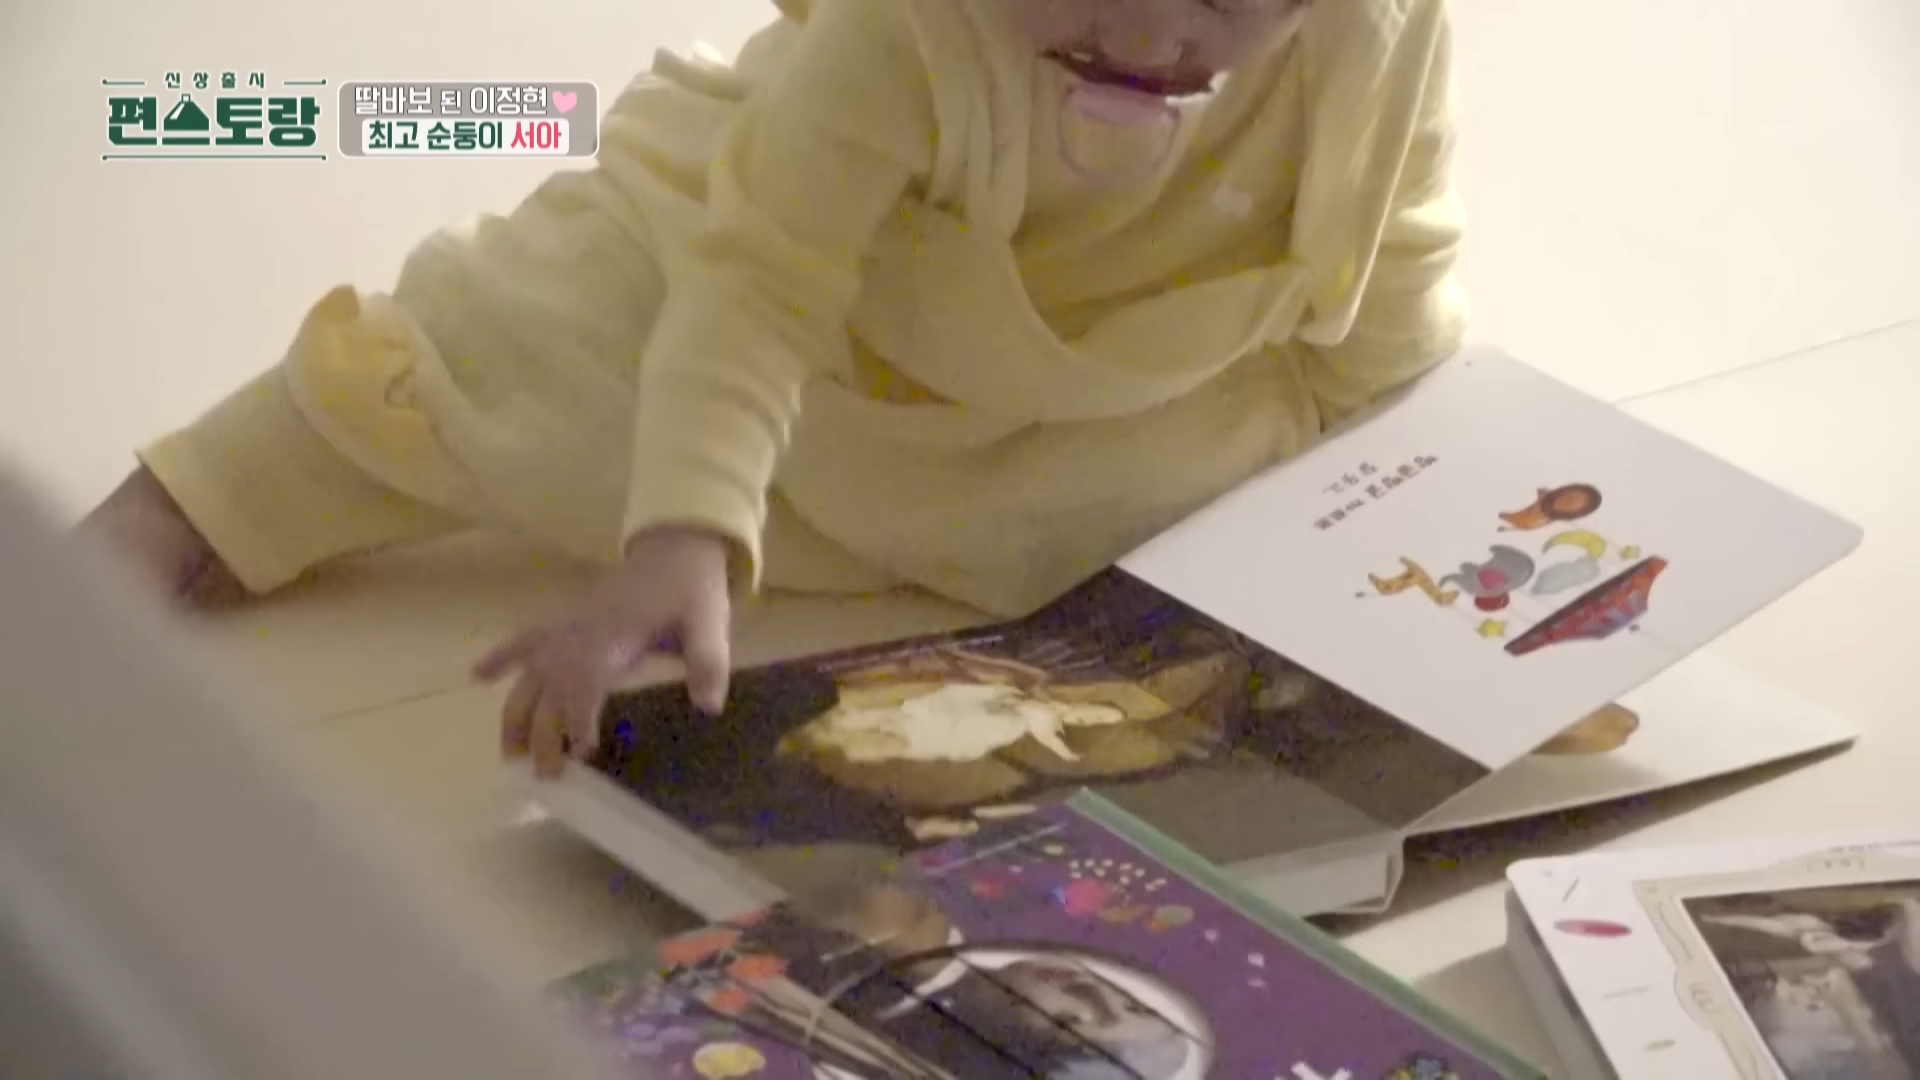 신상출시
편스토랑
딸바보 된 이정현
최고 순둥이 서아